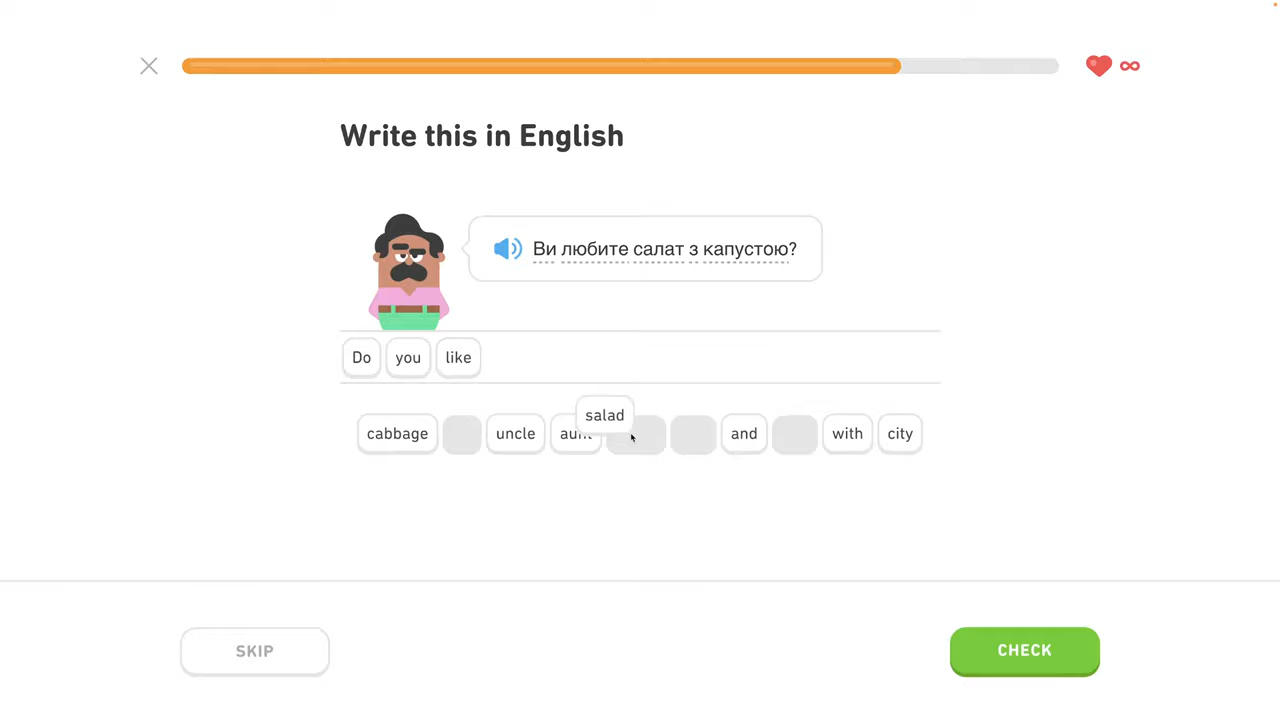 ∞
Write this in English
Ви любите салат з капустою?
Do you like
salad
cabbage uncle aunt and with city
SKIP CHECK